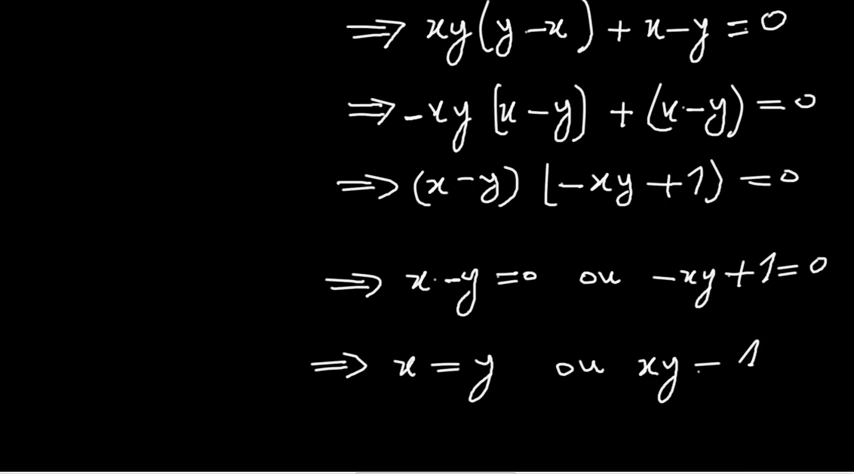 ⟹ xy(y-x)+x-y=0
⟹ -xy[x-y]+(x-y)=0
⟹ (x-y)[-xy+1)=0
⟹ x-y=0 ou -xy+1=0
⟹ x=y ou xy-1